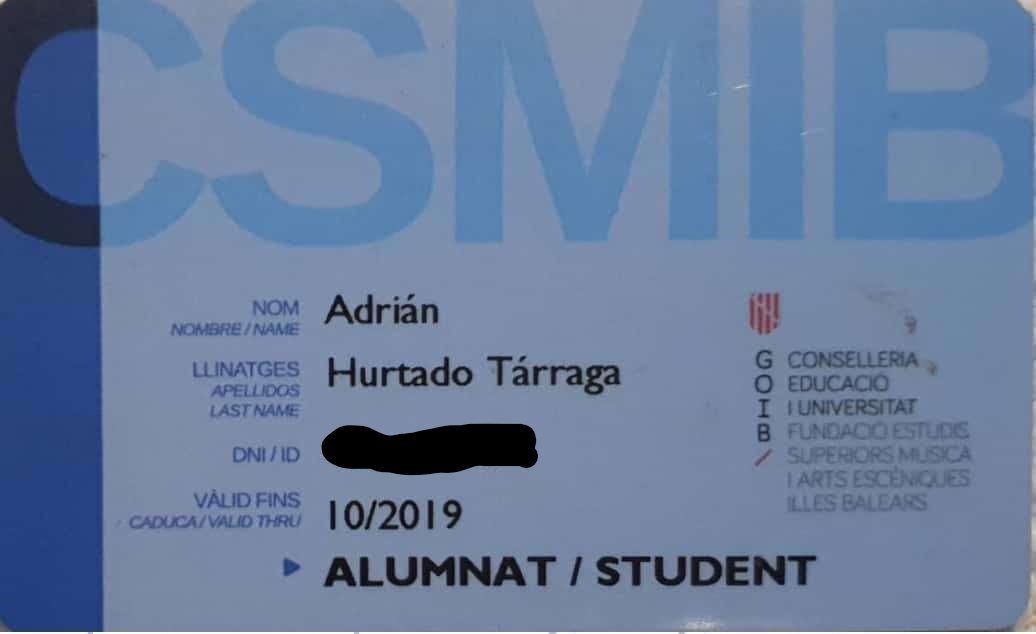 CSMIB
NOM Adrián
NOMBRE / NAME
LLINATGES Hurtado Tárraga
APELLIDOS
LAST NAME
DNI / ID
VÀLID FINS 10/2019
CADUCA / VALID THRU
ALUMNAT / STUDENT
G CONSELLERIA
O EDUCACIÓ
I I UNIVERSITAT
B FUNDACIÓ ESTUDIS
/ SUPERIORS MÚSICA
I ARTS ESCÈNIQUES
ILLES BALEARS